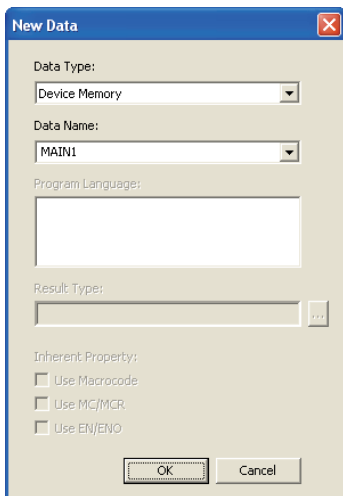 New Data
Data Type:
Device Memory
Data Name:
MAIN1
Program Language:
Result Type:
...
Inherent Property:
Use Macrocode
Use MC/MCR
Use EN/ENO
OK
Cancel